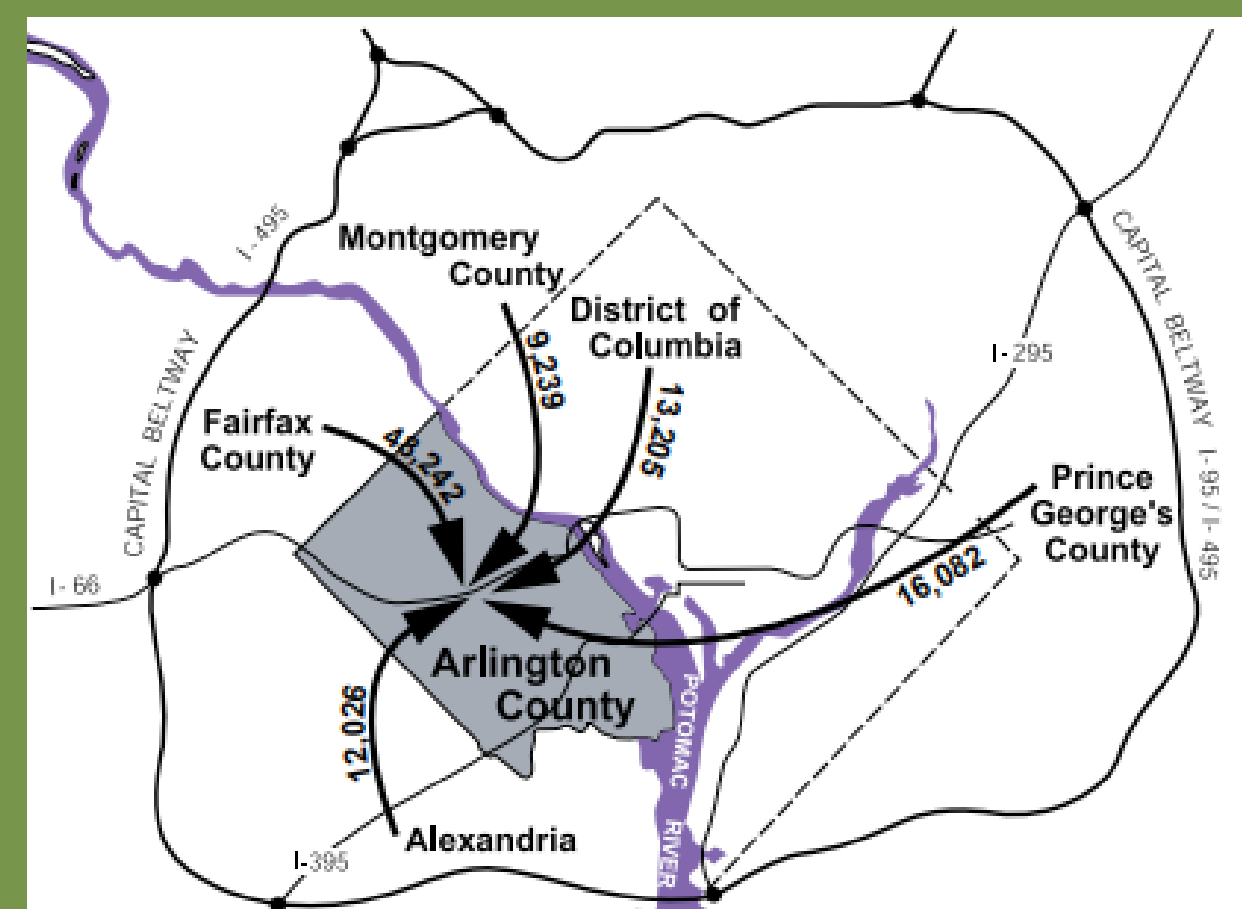 I-495
Montgomery
County
District of
Columbia
9,239
13,205
CAPITAL BELTWAY
I-295
CAPITAL BELTWAY I-95 / I-495
Fairfax
County
48,242
Prince
George's
County
16,082
I-66
Arlington
County
12,026
POTOMAC RIVER
Alexandria
I-395